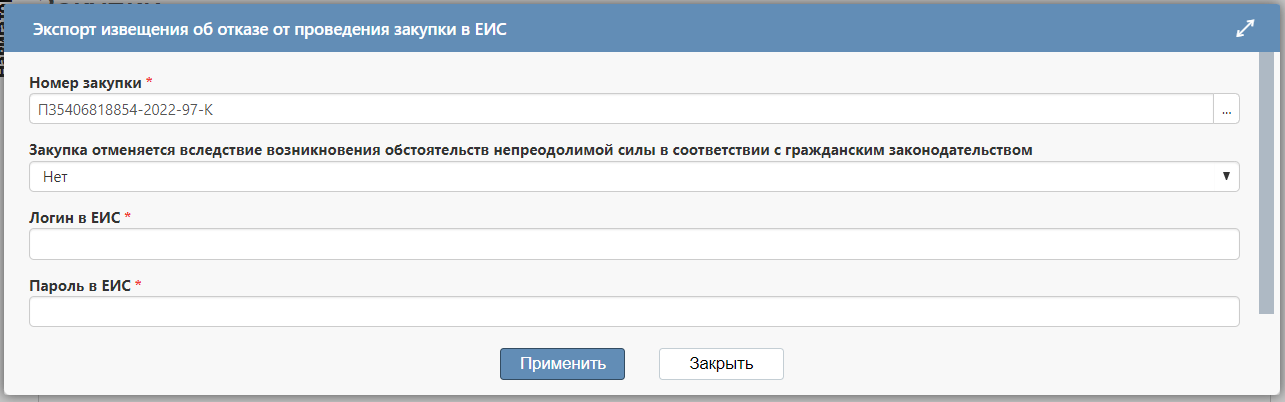 Экспорт извещения об отказе от проведения закупки в ЕИС
Номер закупки *
П35406818854-2022-97-К
...
Закупка отменяется вследствие возникновения обстоятельств непреодолимой силы в соответствии с гражданским законодательством
Нет
Логин в ЕИС *
Пароль в ЕИС *
Применить
Закрыть